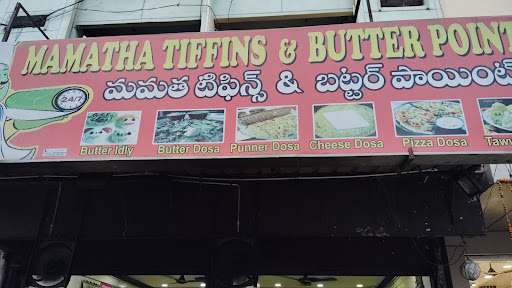 MAMATHA TIFFINS & BUTTER POINT
మమత టిఫిన్స్ & బట్టర్ పాయింట్
24/7
Butter Idly Butter Dosa Punner Dosa Cheese Dosa Pizza Dosa Taw